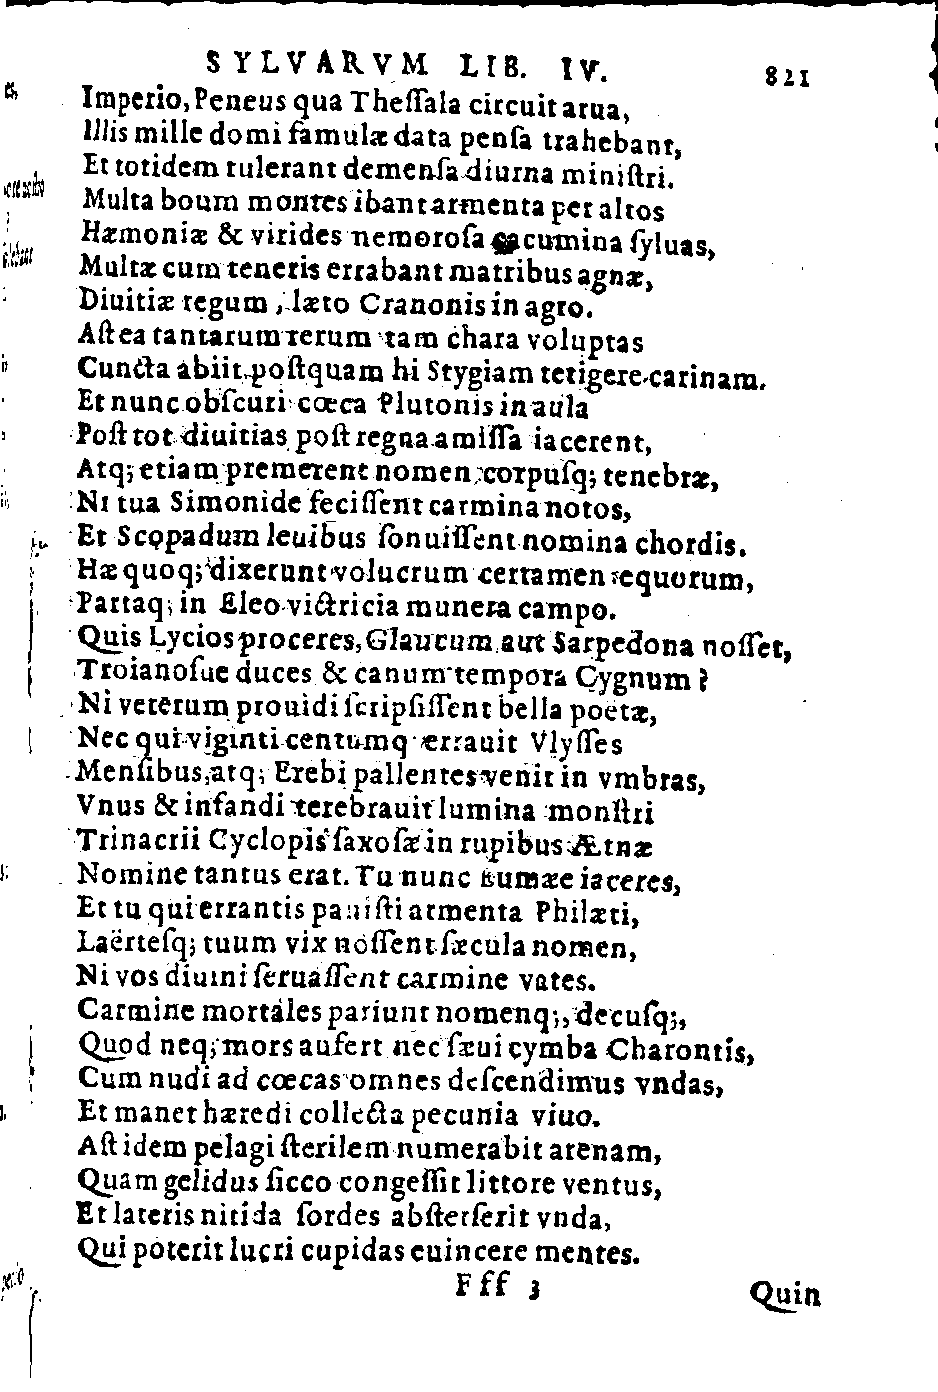 SYLVARVM LIB. IV. 821
Imperio, Peneus qua Theſſala circuit arua,
Illis mille domi famulæ data penſa trahebant,
Et totidem tulerant demenſa diurna miniſtri.
Multa boum montes ibant armenta per altos
Hæmoniæ & virides nemoroſa cacumina ſyluas,
Multæ cum teneris errabant matribus agnæ,
Diuitiæ regum, læto Cranonis in agro.
Aſt ea tantarum rerum tam chara voluptas
Cuncta abiit poſtquam hi Stygiam tetigere carinam.
Et nunc obſcuri cœca Plutonis in aula
Poſt tot diuitias poſt regna amiſſa iacerent,
Atq; etiam premerent nomen corpuſq; tenebræ,
Ni tua Simonide feciſſent carmina notos,
Et Scopadum leuibus ſonuiſſent nomina chordis.
Hæ quoq; dixerunt volucrum certamen equorum,
Partaq; in Eleo victricia munera campo.
Quis Lycios proceres, Glaucum aut Sarpedona noſſet,
Troianoſue duces & canum tempora Cygnum?
Ni veterum prouidi ſcripſiſſent bella poëtæ,
Nec qui viginti centumq errauit Vlyſſes
Menſibus, atq; Erebi pallentes venit in vmbras,
Vnus & infandi terebrauit lumina monſtri
Trinacrii Cyclopis ſaxoſæ in rupibus Ætnæ
Nomine tantus erat. Tu nunc Eumæe iaceres,
Et tu qui errantis pauiſti armenta Philæti,
Laërteſq; tuum vix noſſent ſæcula nomen,
Ni vos diuini ſeruaſſent carmine vates.
Carmine mortales pariunt nomenq;, decuſq;,
Quod neq; mors aufert nec ſæui cymba Charontis,
Cum nudi ad cœcas omnes deſcendimus vndas,
Et manet hæredi collecta pecunia viuo.
Aſt idem pelagi ſterilem numerabit arenam,
Quam gelidus ſicco congeſſit littore ventus,
Et lateris nitida ſordes abſterſerit vnda,
Qui poterit lucri cupidas euincere mentes.
Fff 3 Quin